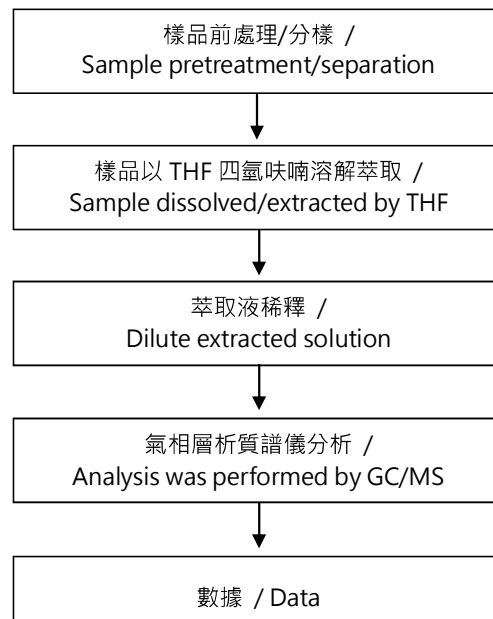 樣品前處理/分樣 /
Sample pretreatment/separation
樣品以 THF 四氫呋喃溶解萃取 /
Sample dissolved/extracted by THF
萃取液稀釋 /
Dilute extracted solution
氣相層析質譜儀分析 /
Analysis was performed by GC/MS
數據 / Data